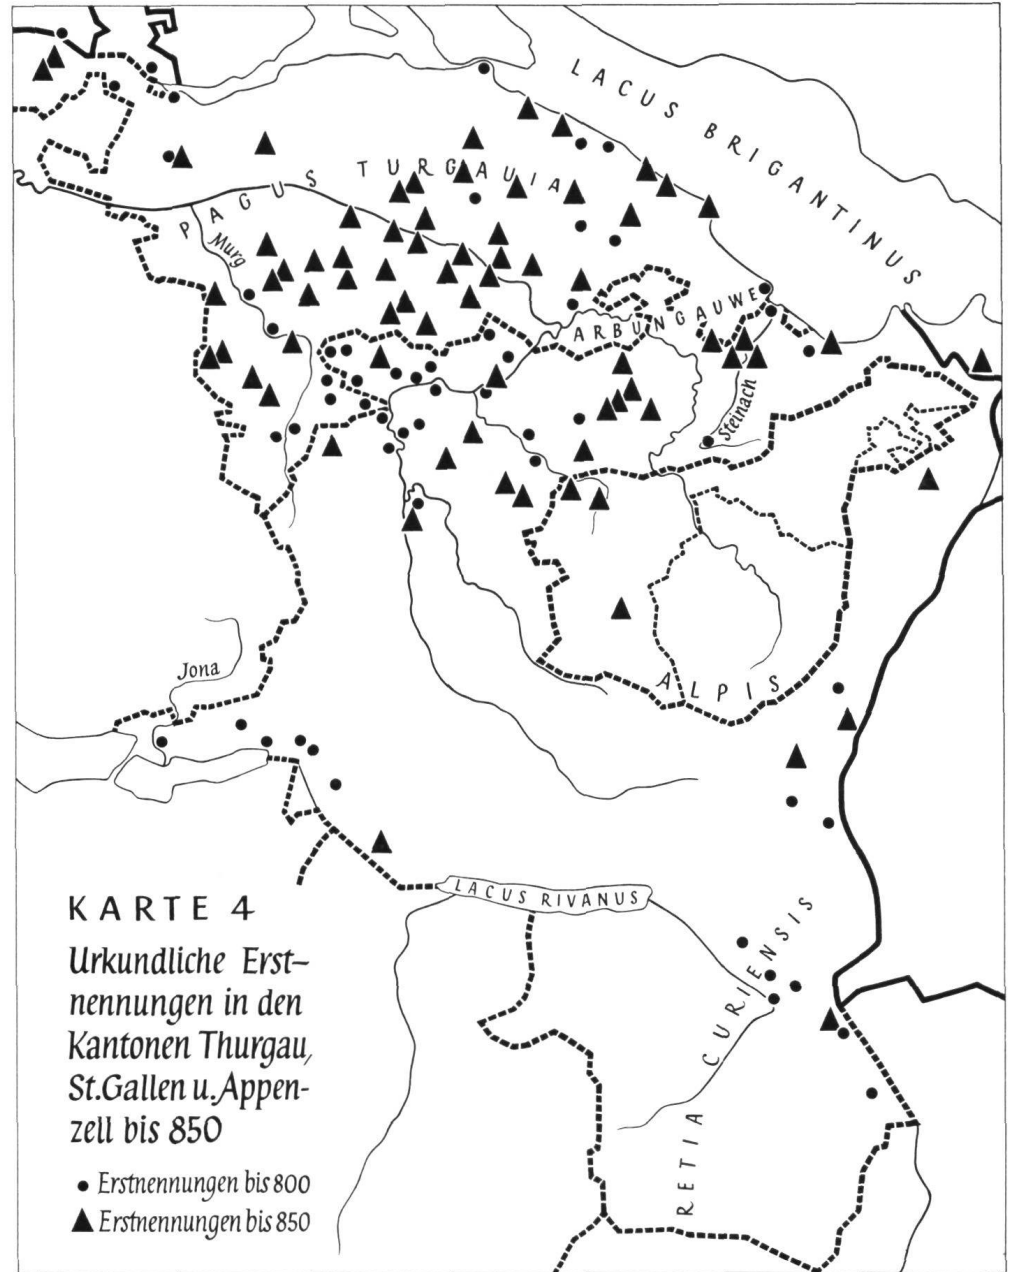 LACUS BRIGANTINUS
PAGUS TURGAUIA
Murg
ARBUNGAUWE
Steinach
Jona
ALPIS
LACUS RIVANUS
RETIA CURIENSIS
KARTE 4
Urkundliche Erst-
nennungen in den
Kantonen Thurgau,
St.Gallen u. Appen-
zell bis 850
Erstnennungen bis 800
Erstnennungen bis 850